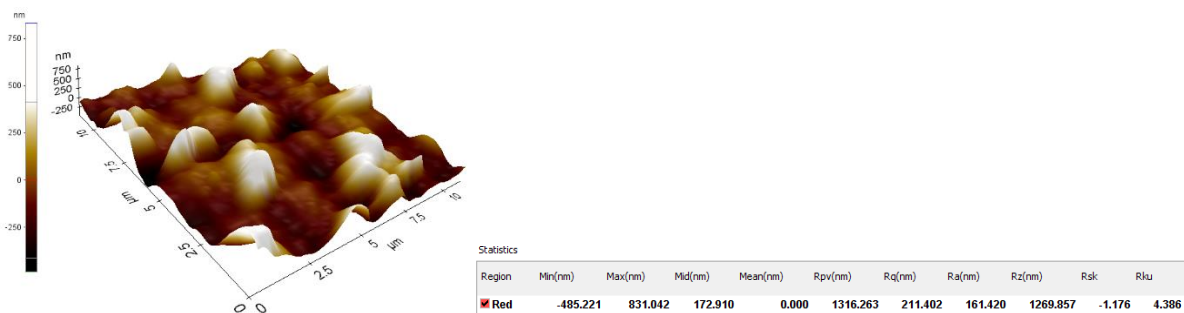 nm
750
500
250
0
-250
nm
750
500
250
0
-250
10
7.5
µm
5
2.5
0
0
2.5
5
µm
7.5
10
Statistics
Region Min(nm) Max(nm) Mid(nm) Mean(nm) Rpv(nm) Rq(nm) Ra(nm) Rz(nm) Rsk Rku
Red -485.221 831.042 172.910 0.000 1316.263 211.402 161.420 1269.857 -1.176 4.386